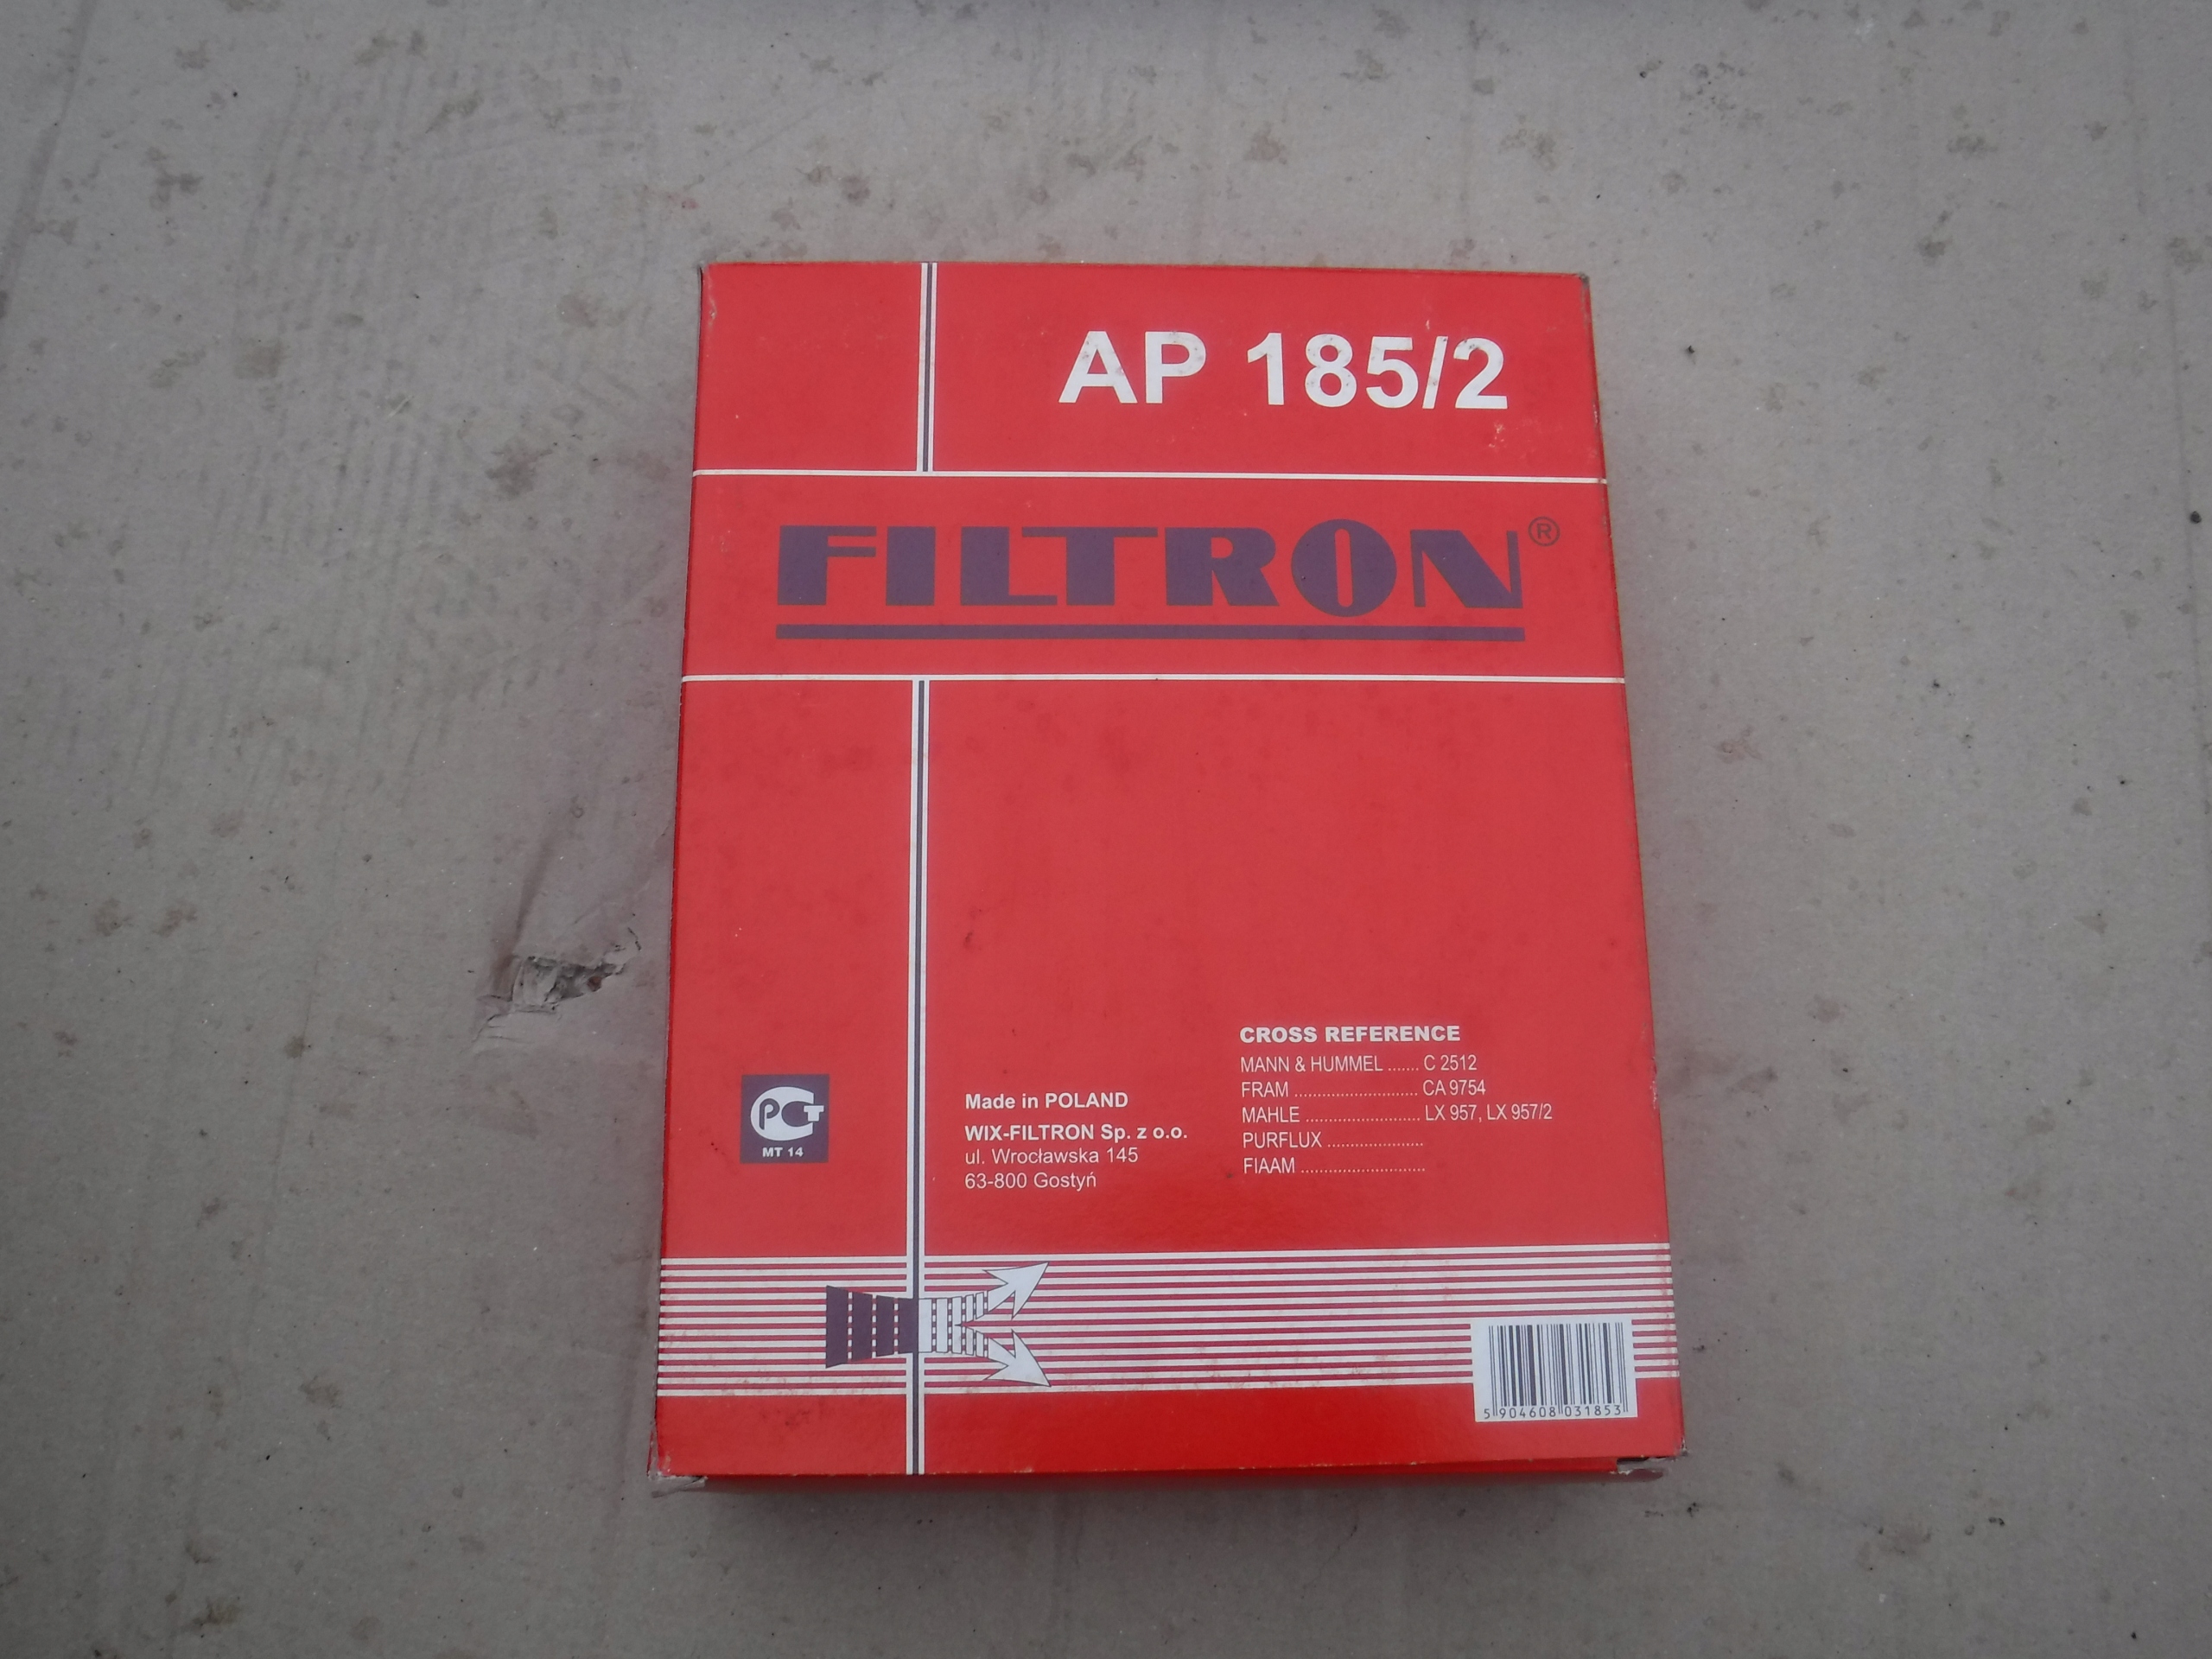 AP 185/2
FILTRON®
CROSS REFERENCE
MANN & HUMMEL ....... C 2512
FRAM ............................ CA 9754
MAHLE .......................... LX 957, LX 957/2
PURFLUX ......................
FIAAM ............................
Made in POLAND
WIX-FILTRON Sp. z o.o.
ul. Wrocławska 145
63-800 Gostyń
РСТ
MT 14
5 904608 031853